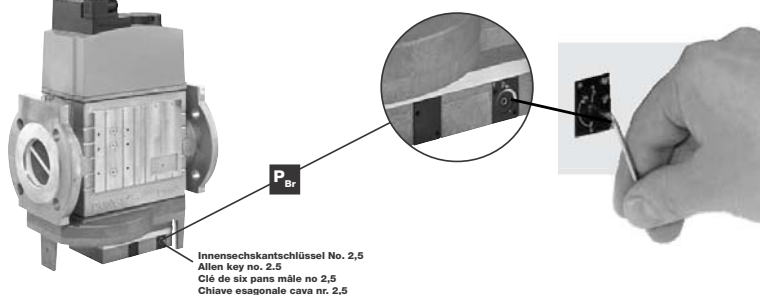 P Br
Innensechskantschlüssel No. 2,5
Allen key no. 2.5
Clé de six pans mâle no 2,5
Chiave esagonale cava nr. 2,5